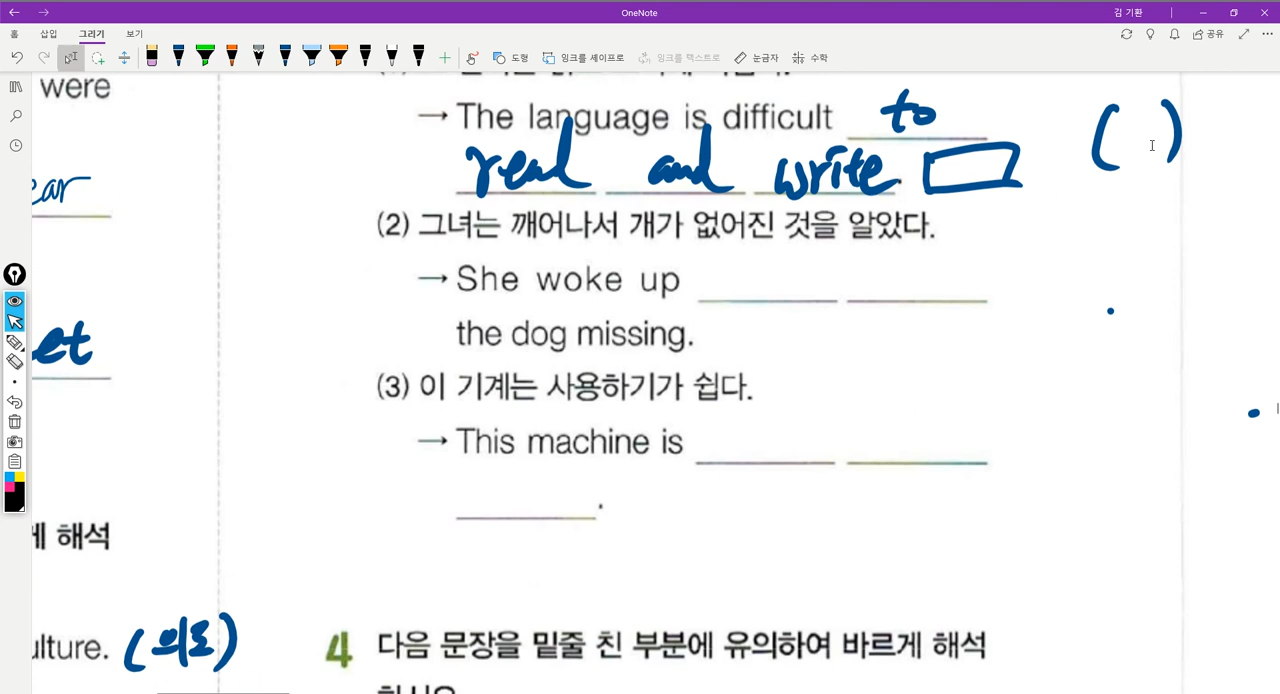 OneNote
김 기환
홈 삽입 그리기 보기
공유
도형 잉크를 셰이프로 잉크를 텍스트로 눈금자 수학
were
→ The language is difficult to
read and write. ( )
ear
(2) 그녀는 깨어나서 개가 없어진 것을 알았다.
→ She woke up
the dog missing.
et
(3) 이 기계는 사용하기가 쉽다.
→ This machine is
.
게 해석
ulture. (의도)
4 다음 문장을 밑줄 친 부분에 유의하여 바르게 해석